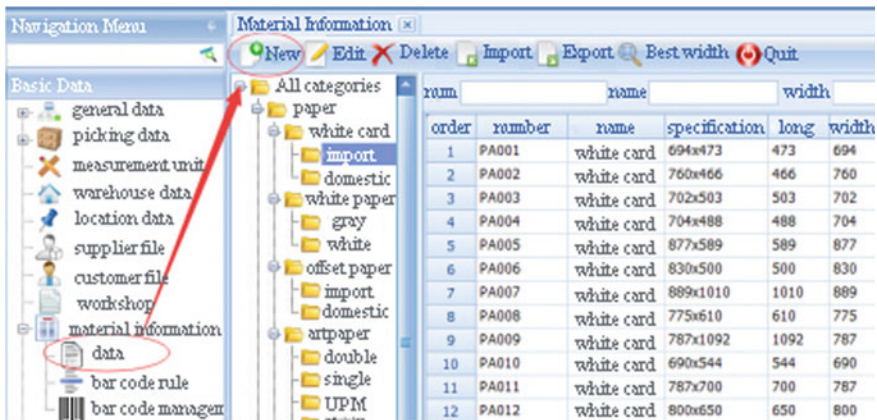 Navigation Menu
Basic Data
general data
picking data
measurement unit
warehouse data
location data
supplier file
customer file
workshop
material information
data
bar code rule
bar code managem
Material Information
New Edit Delete Import Export Best width Quit
All categories
paper
white card
import
domestic
white paper
gray
white
offset paper
import
domestic
artpaper
double
single
UPM
num name width
order number name specification long width
1 PA001 white card 694x473 473 694
2 PA002 white card 760x466 466 760
3 PA003 white card 702x503 503 702
4 PA004 white card 704x488 488 704
5 PA005 white card 877x589 589 877
6 PA006 white card 830x500 500 830
7 PA007 white card 889x1010 1010 889
8 PA008 white card 775x610 610 775
9 PA009 white card 787x1092 1092 787
10 PA010 white card 690x544 544 690
11 PA011 white card 787x700 700 787
12 PA012 white card 800x650 650 800